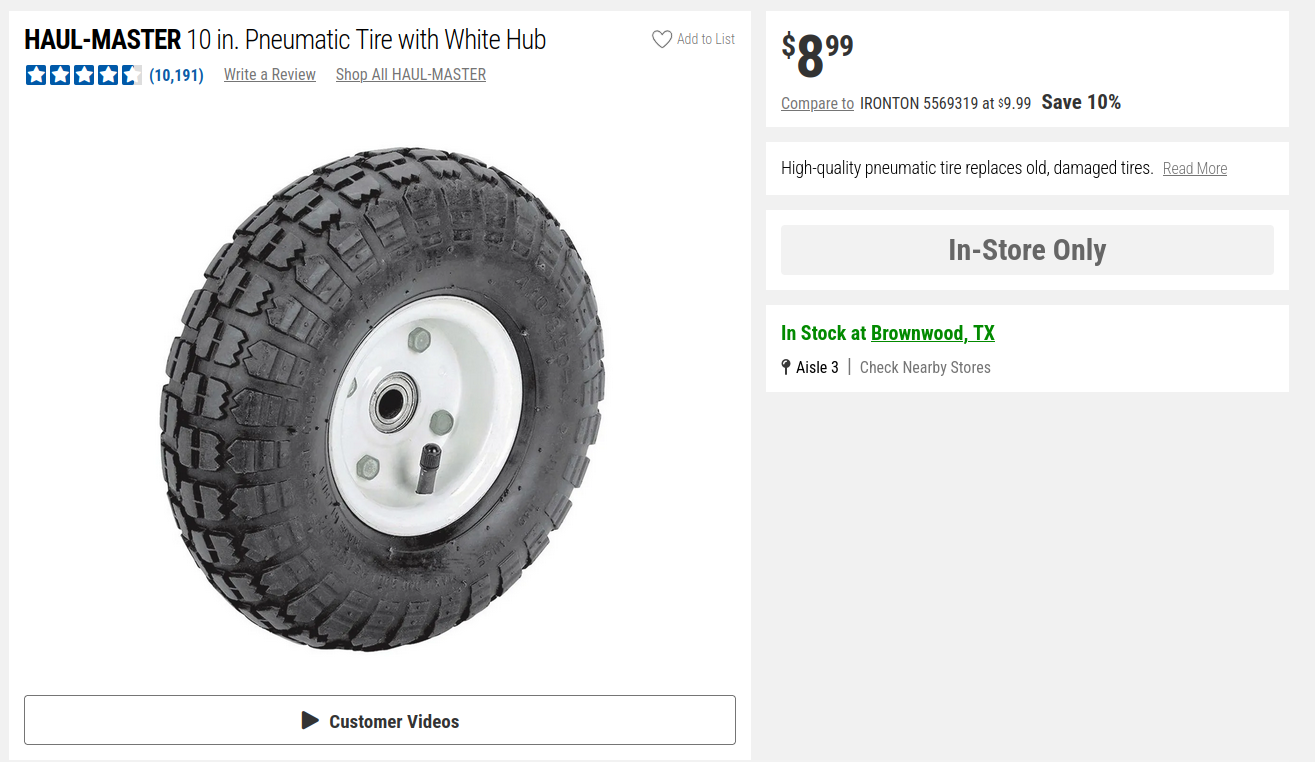 HAUL-MASTER 10 in. Pneumatic Tire with White Hub
Add to List
(10,191) Write a Review Shop All HAUL-MASTER
Customer Videos
$8.99
Compare to IRONTON 5569319 at $9.99 Save 10%
High-quality pneumatic tire replaces old, damaged tires. Read More
In-Store Only
In Stock at Brownwood, TX
Aisle 3 | Check Nearby Stores